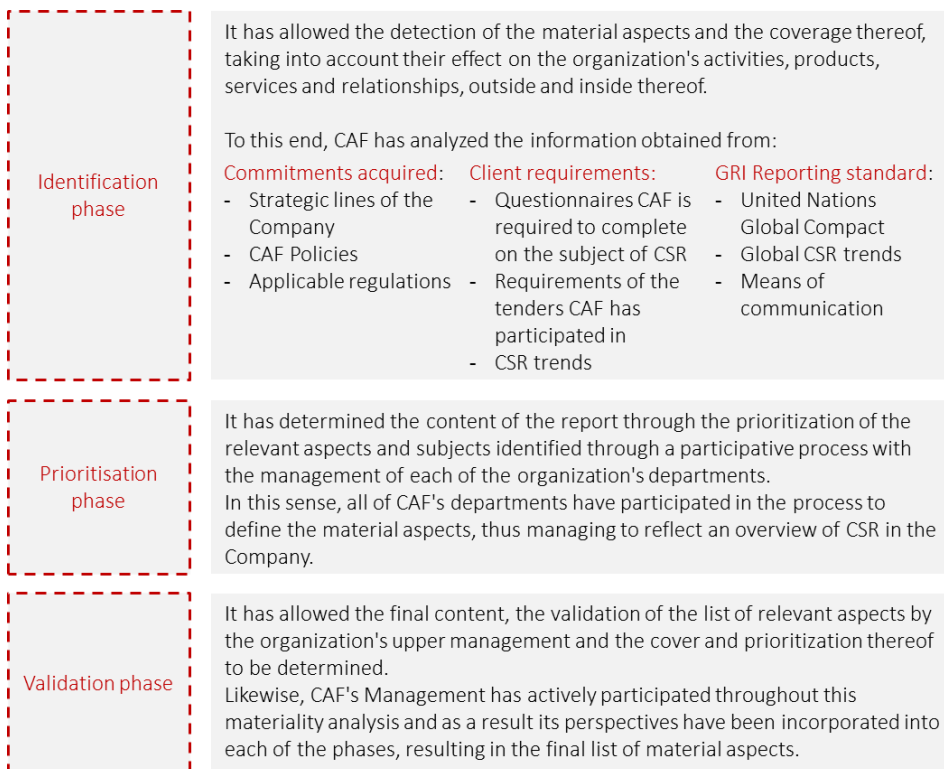 Identification
phase
It has allowed the detection of the material aspects and the coverage thereof,
taking into account their effect on the organization's activities, products,
services and relationships, outside and inside thereof.
To this end, CAF has analyzed the information obtained from:
Commitments acquired:
- Strategic lines of the
Company
- CAF Policies
- Applicable regulations
Client requirements:
- Questionnaires CAF is
required to complete
on the subject of CSR
- Requirements of the
tenders CAF has
participated in
- CSR trends
GRI Reporting standard:
- United Nations
Global Compact
- Global CSR trends
- Means of
communication
Prioritisation
phase
It has determined the content of the report through the prioritization of the
relevant aspects and subjects identified through a participative process with
the management of each of the organization's departments.
In this sense, all of CAF's departments have participated in the process to
define the material aspects, thus managing to reflect an overview of CSR in the
Company.
Validation phase
It has allowed the final content, the validation of the list of relevant aspects by
the organization's upper management and the cover and prioritization thereof
to be determined.
Likewise, CAF's Management has actively participated throughout this
materiality analysis and as a result its perspectives have been incorporated into
each of the phases, resulting in the final list of material aspects.